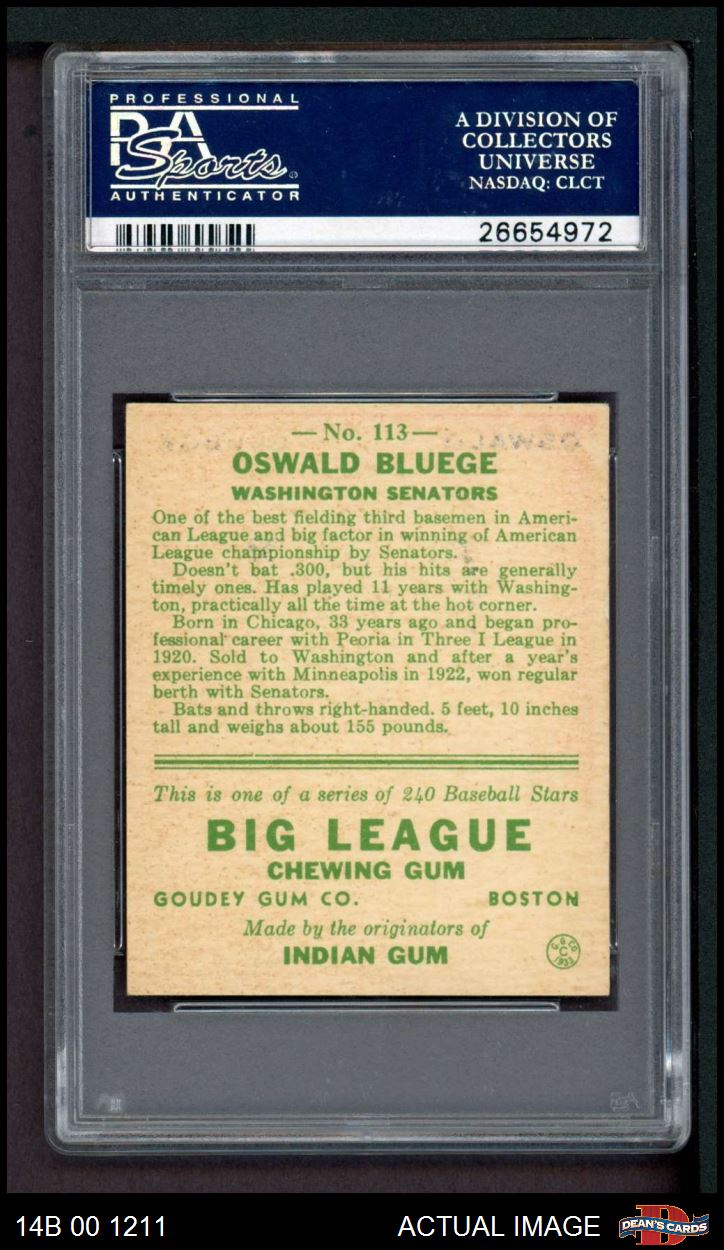 PROFESSIONAL
PSA
Sports
AUTHENTICATOR
A DIVISION OF
COLLECTORS
UNIVERSE
NASDAQ: CLCT
26654972
—No. 113—
OSWALD BLUEGE
WASHINGTON SENATORS
One of the best fielding third basemen in Ameri-
can League and big factor in winning of American
League championship by Senators.
Doesn't bat .300, but his hits are generally
timely ones. Has played 11 years with Washing-
ton, practically all the time at the hot corner.
Born in Chicago, 33 years ago and began pro-
fessional career with Peoria in Three I League in
1920. Sold to Washington and after a year's
experience with Minneapolis in 1922, won regular
berth with Senators.
Bats and throws right-handed. 5 feet, 10 inches
tall and weighs about 155 pounds.
This is one of a series of 240 Baseball Stars
BIG LEAGUE
CHEWING GUM
GOUDEY GUM CO. BOSTON
Made by the originators of
INDIAN GUM
G. G. CO.
C
1933
PSA
14B 00 1211 ACTUAL IMAGE DEAN'S CARDS